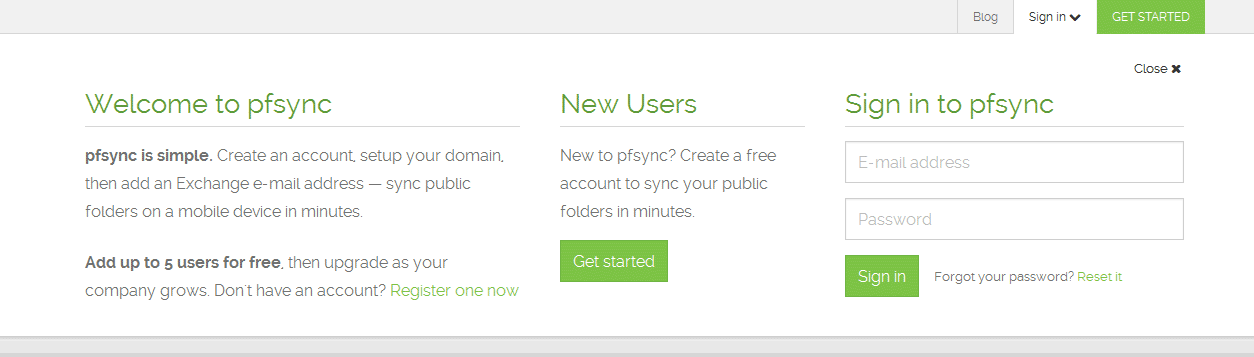 Blog
Sign in
GET STARTED
Close
Welcome to pfsync
pfsync is simple. Create an account, setup your domain,
then add an Exchange e-mail address — sync public
folders on a mobile device in minutes.
Add up to 5 users for free, then upgrade as your
company grows. Don't have an account? Register one now
New Users
New to pfsync? Create a free
account to sync your public
folders in minutes.
Get started
Sign in to pfsync
E-mail address
Password
Sign in
Forgot your password? Reset it